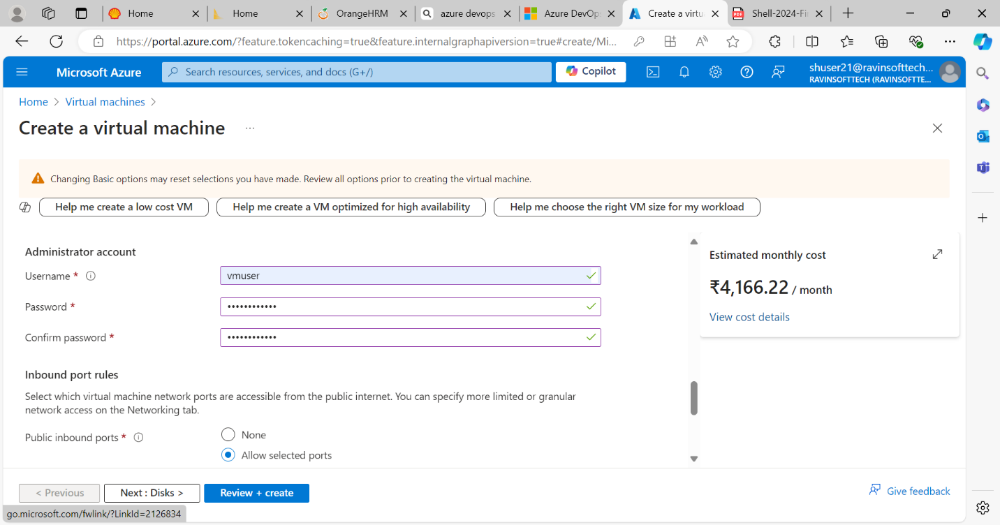 Home
Home
OrangeHRM
azure devops
Azure DevOp
Create a virtu
Shell-2024-Fi
https://portal.azure.com/?feature.tokencaching=true&feature.internalgraphapiversion=true#create/Mi...
Microsoft Azure
Search resources, services, and docs (G+/)
Copilot
shuser21@ravinsofttech...
RAVINSOFTTECH (RAVINSOFTTE...
Home > Virtual machines >
Create a virtual machine ...
Changing Basic options may reset selections you have made. Review all options prior to creating the virtual machine.
Help me create a low cost VM
Help me create a VM optimized for high availability
Help me choose the right VM size for my workload
Administrator account
Username *
vmuser
Password *
••••••••••••
Confirm password *
••••••••••••
Inbound port rules
Select which virtual machine network ports are accessible from the public internet. You can specify more limited or granular
network access on the Networking tab.
Public inbound ports *
None
Allow selected ports
Estimated monthly cost
₹4,166.22 / month
View cost details
< Previous
Next : Disks >
Review + create
Give feedback
go.microsoft.com/fwlink/?LinkId=2126834